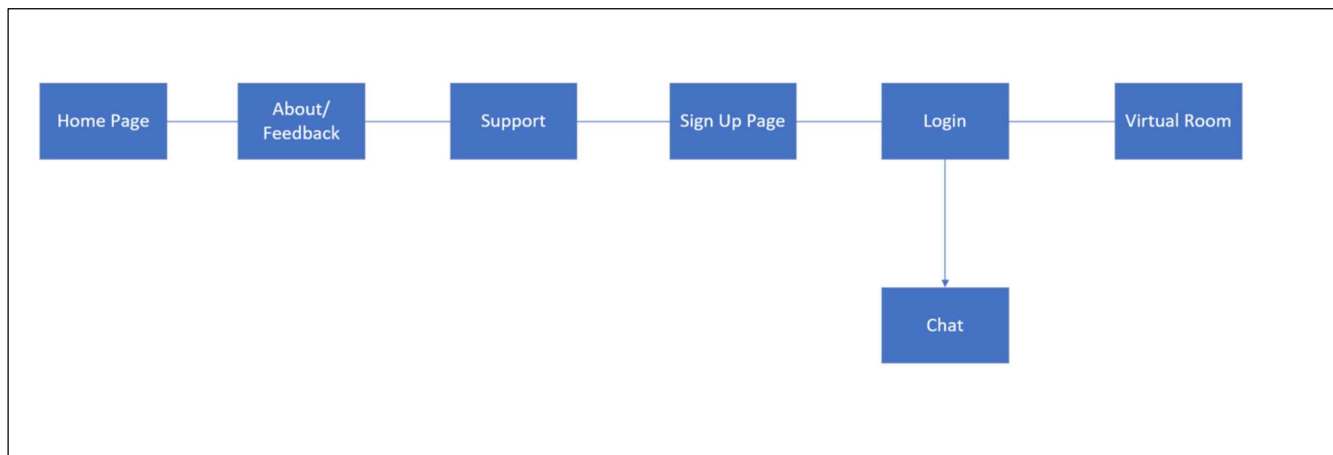 Home Page
About/
Feedback
Support
Sign Up Page
Login
Virtual Room
Chat